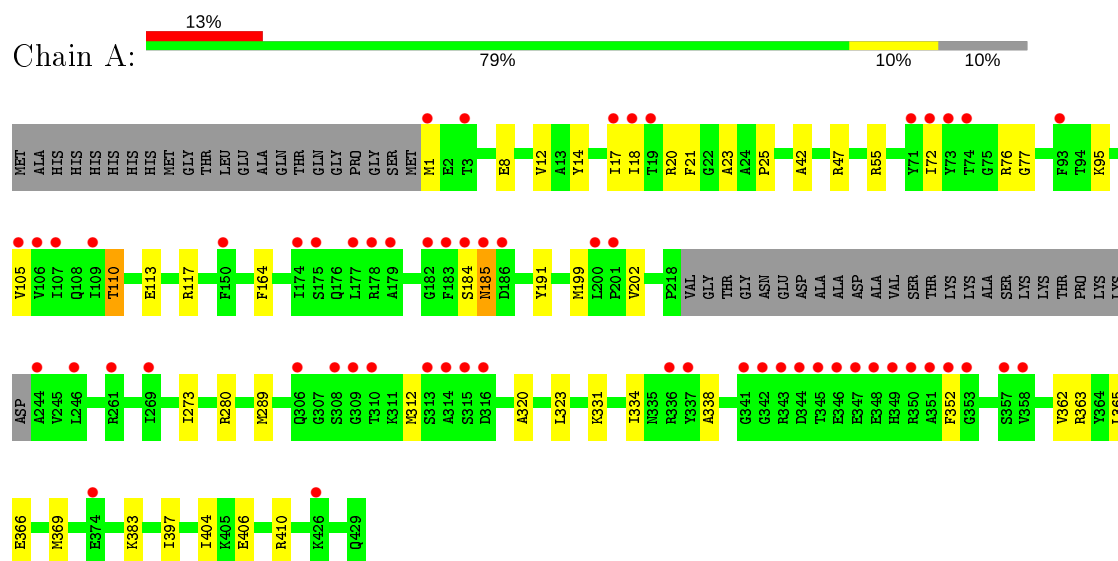 13%
Chain A:
79% 10% 10%
MET ALA HIS HIS HIS HIS HIS HIS MET GLY THR LEU GLU ALA GLN THR GLN GLY PRO GLY SER MET M1 E2 T3 E8 V12 A13 Y14 I17 I18 T19 R20 F21 G22 A23 A24 P25 A42 R47 R55 Y71 I72 Y73 T74 G75 R76 G77 F93 T94 K95
V105 V106 I107 Q108 I109 T110 E113 R117 F150 F164 I174 S175 Q176 L177 R178 A179 G182 F183 S184 N185 D186 Y191 M199 L200 P201 V202 P218 VAL GLY THR GLY ASN GLU ASP ALA ALA ASP ALA VAL SER THR LYS LYS ALA SER LYS LYS THR PRO LYS LYS
ASP A244 V245 L246 R261 I269 I273 R280 M289 Q306 G307 S308 G309 T310 K311 M312 S313 A314 S315 D316 A320 L323 K331 I334 N335 R336 Y337 A338 G341 G342 R343 D344 T345 E346 E347 E348 H349 R350 A351 F352 G353 S357 V358 V362 R363 Y364 L365
E366 M369 E374 K383 I397 I404 K405 E406 R410 K426 Q429